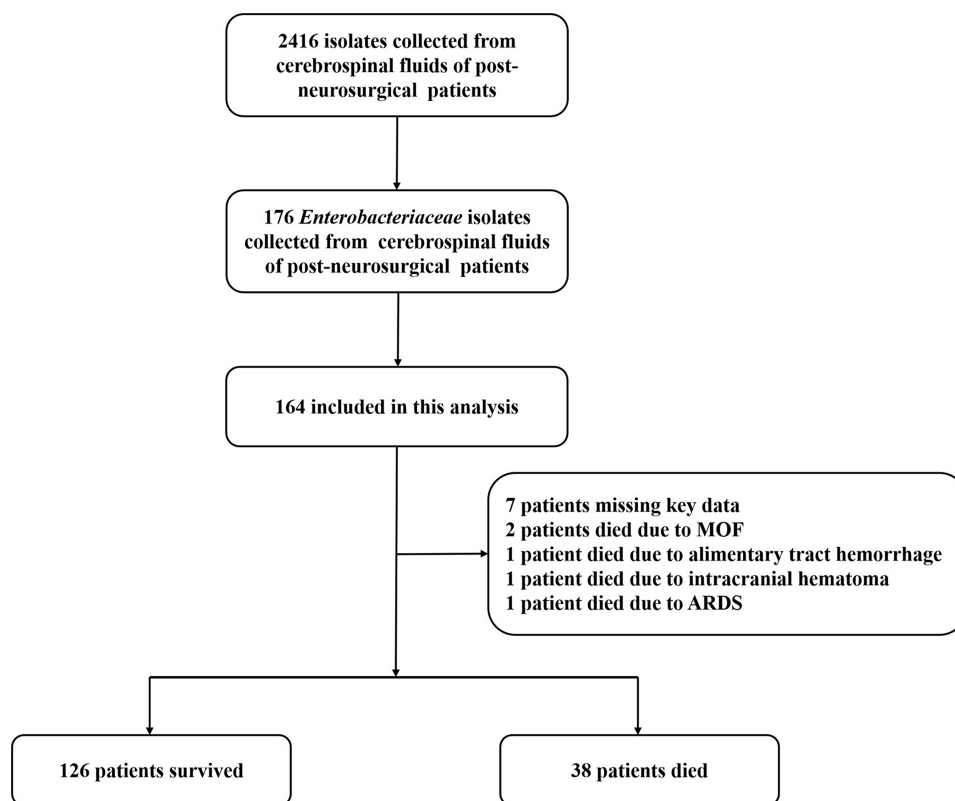 2416 isolates collected from
cerebrospinal fluids of post-
neurosurgical patients
176 Enterobacteriaceae isolates
collected from cerebrospinal fluids
of post-neurosurgical patients
164 included in this analysis
7 patients missing key data
2 patients died due to MOF
1 patient died due to alimentary tract hemorrhage
1 patient died due to intracranial hematoma
1 patient died due to ARDS
126 patients survived
38 patients died